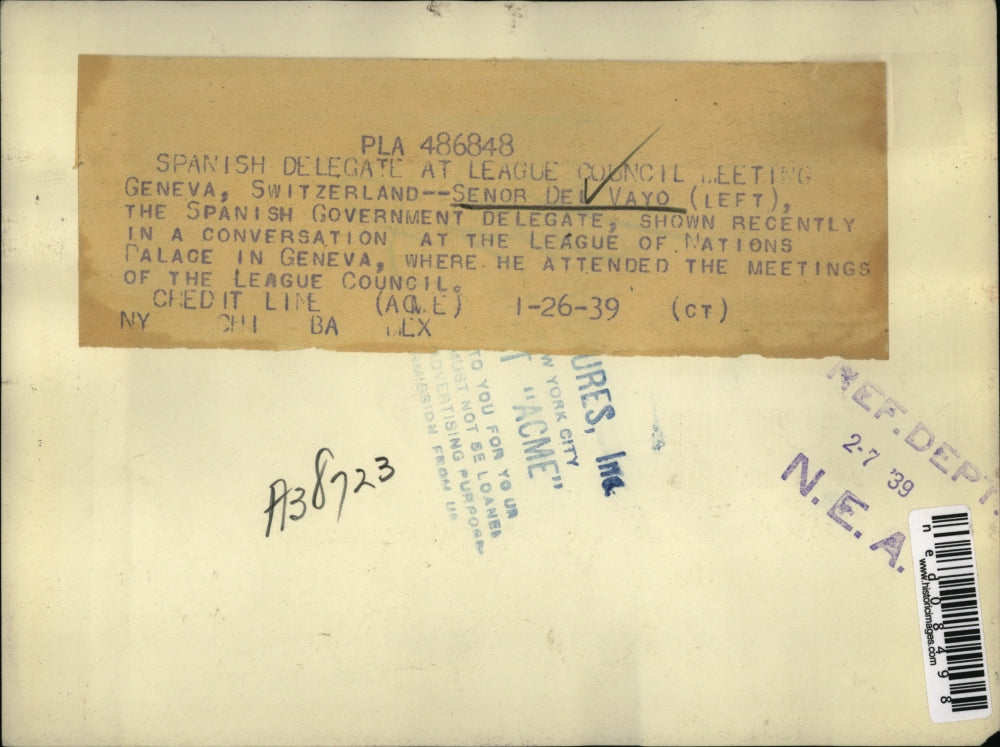 PLA 486848
SPANISH DELEGATE AT LEAGUE COUNCIL MEETING
GENEVA, SWITZERLAND--SENOR DEL VAYO (LEFT),
THE SPANISH GOVERNMENT DELEGATE, SHOWN RECENTLY
IN A CONVERSATION AT THE LEAGUE OF NATIONS
PALACE IN GENEVA, WHERE HE ATTENDED THE MEETINGS
OF THE LEAGUE COUNCIL.
CREDIT LINE (ACME) 1-26-39 (CT)
NY CHI BA MEX
URES, Inc.
W YORK CITY
T "ACME"
TO YOU FOR YOUR
MUST NOT BE LOANED
ADVERTISING PURPOSE
RMISSION FROM US
A38723
REF. DEPT.
2-7 '39
N. E. A.
ned08498
www.historicimages.com